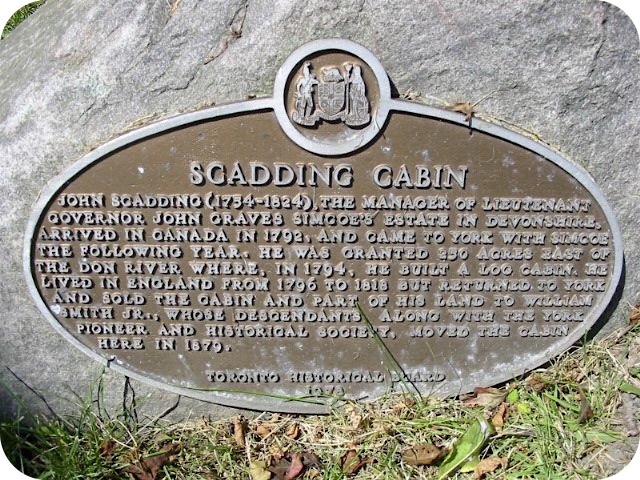 SCADDING CABIN
JOHN SCADDING (1754-1824), THE MANAGER OF LIEUTENANT
GOVERNOR JOHN GRAVES SIMCOE'S ESTATE IN DEVONSHIRE,
ARRIVED IN CANADA IN 1792, AND CAME TO YORK WITH SIMCOE
THE FOLLOWING YEAR. HE WAS GRANTED 250 ACRES EAST OF
THE DON RIVER WHERE, IN 1794, HE BUILT A LOG CABIN. HE
LIVED IN ENGLAND FROM 1796 TO 1818 BUT RETURNED TO YORK
AND SOLD THE CABIN AND PART OF HIS LAND TO WILLIAM
SMITH JR., WHOSE DESCENDANTS, ALONG WITH THE YORK
PIONEER AND HISTORICAL SOCIETY, MOVED THE CABIN
HERE IN 1879.
TORONTO HISTORICAL BOARD